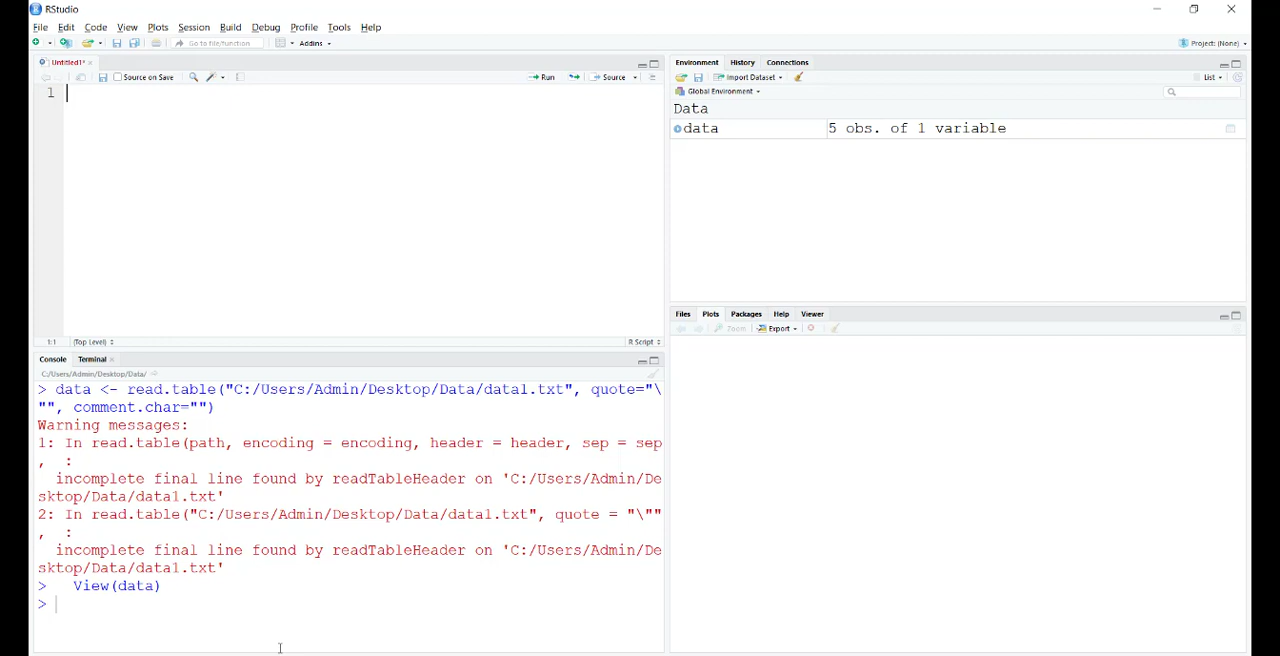 RStudio
File Edit Code View Plots Session Build Debug Profile Tools Help
Go to file/function Addins Project: (None)
Untitled1*
Source on Save Run Source
1
1:1 (Top Level) R Script
Console Terminal
C:/Users/Admin/Desktop/Data/
> data <- read.table("C:/Users/Admin/Desktop/Data/data1.txt", quote="\
"", comment.char="")
Warning messages:
1: In read.table(path, encoding = encoding, header = header, sep = sep
, :
incomplete final line found by readTableHeader on 'C:/Users/Admin/De
sktop/Data/data1.txt'
2: In read.table("C:/Users/Admin/Desktop/Data/data1.txt", quote = "\""
, :
incomplete final line found by readTableHeader on 'C:/Users/Admin/De
sktop/Data/data1.txt'
> View(data)
>
Environment History Connections
Import Dataset List
Global Environment
Data
data 5 obs. of 1 variable
Files Plots Packages Help Viewer
Zoom Export